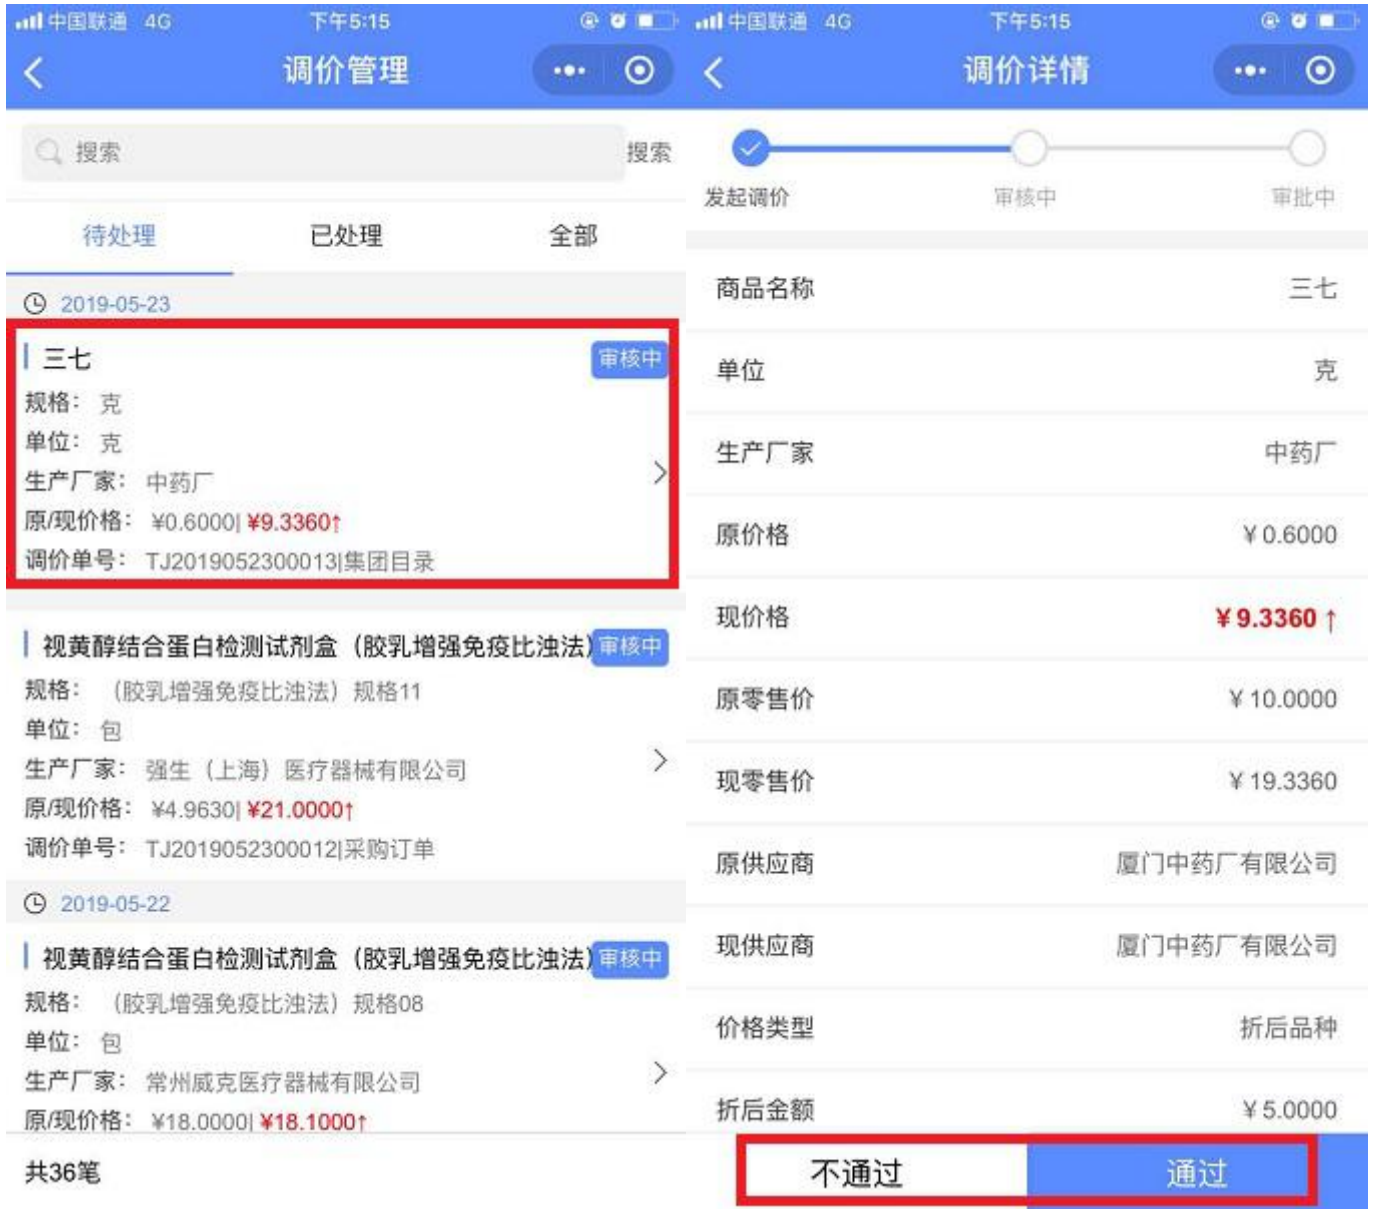 中国联通 4G 下午5:15
调价管理
搜索 搜索
待处理 已处理 全部
2019-05-23
三七 审核中
规格： 克
单位： 克
生产厂家： 中药厂
原/现价格： ¥0.6000| ¥9.3360↑
调价单号： TJ2019052300013|集团目录
视黄醇结合蛋白检测试剂盒（胶乳增强免疫比浊法） 审核中
规格： （胶乳增强免疫比浊法）规格11
单位： 包
生产厂家： 强生（上海）医疗器械有限公司
原/现价格： ¥4.9630| ¥21.0000↑
调价单号： TJ2019052300012|采购订单
2019-05-22
视黄醇结合蛋白检测试剂盒（胶乳增强免疫比浊法） 审核中
规格： （胶乳增强免疫比浊法）规格08
单位： 包
生产厂家： 常州威克医疗器械有限公司
原/现价格： ¥18.0000| ¥18.1000↑
共36笔
中国联通 4G 下午5:15
调价详情
发起调价 审核中 审批中
商品名称 三七
单位 克
生产厂家 中药厂
原价格 ¥ 0.6000
现价格 ¥ 9.3360 ↑
原零售价 ¥ 10.0000
现零售价 ¥ 19.3360
原供应商 厦门中药厂有限公司
现供应商 厦门中药厂有限公司
价格类型 折后品种
折后金额 ¥ 5.0000
不通过 通过